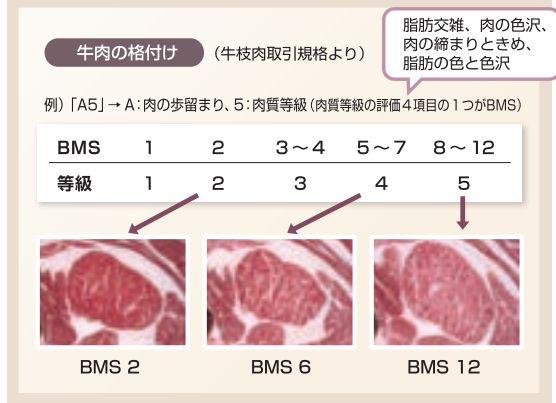 脂肪交雑、肉の色沢、
肉の締まりときめ、
脂肪の色と色沢
牛肉の格付け (牛枝肉取引規格より)
例)「A5」→ A:肉の歩留まり、5:肉質等級(肉質等級の評価4項目の1つがBMS)
BMS 1 2 3〜4 5〜7 8〜12
等級 1 2 3 4 5
BMS 2 BMS 6 BMS 12